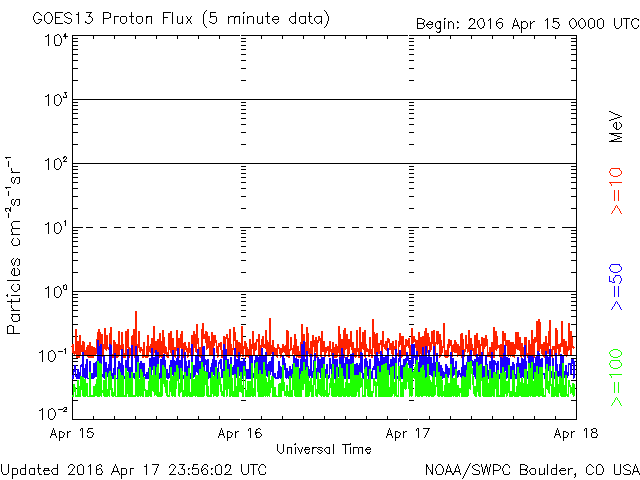 GOES13 Proton Flux (5 minute data)
Begin: 2016 Apr 15 0000 UTC
Particles cm⁻²s⁻¹sr⁻¹
10⁴
10³
10²
10¹
10⁰
10⁻¹
10⁻²
Apr 15
Apr 16
Apr 17
Apr 18
Universal Time
MeV
>=10
>=50
>=100
Updated 2016 Apr 17 23:56:02 UTC
NOAA/SWPC Boulder, CO USA